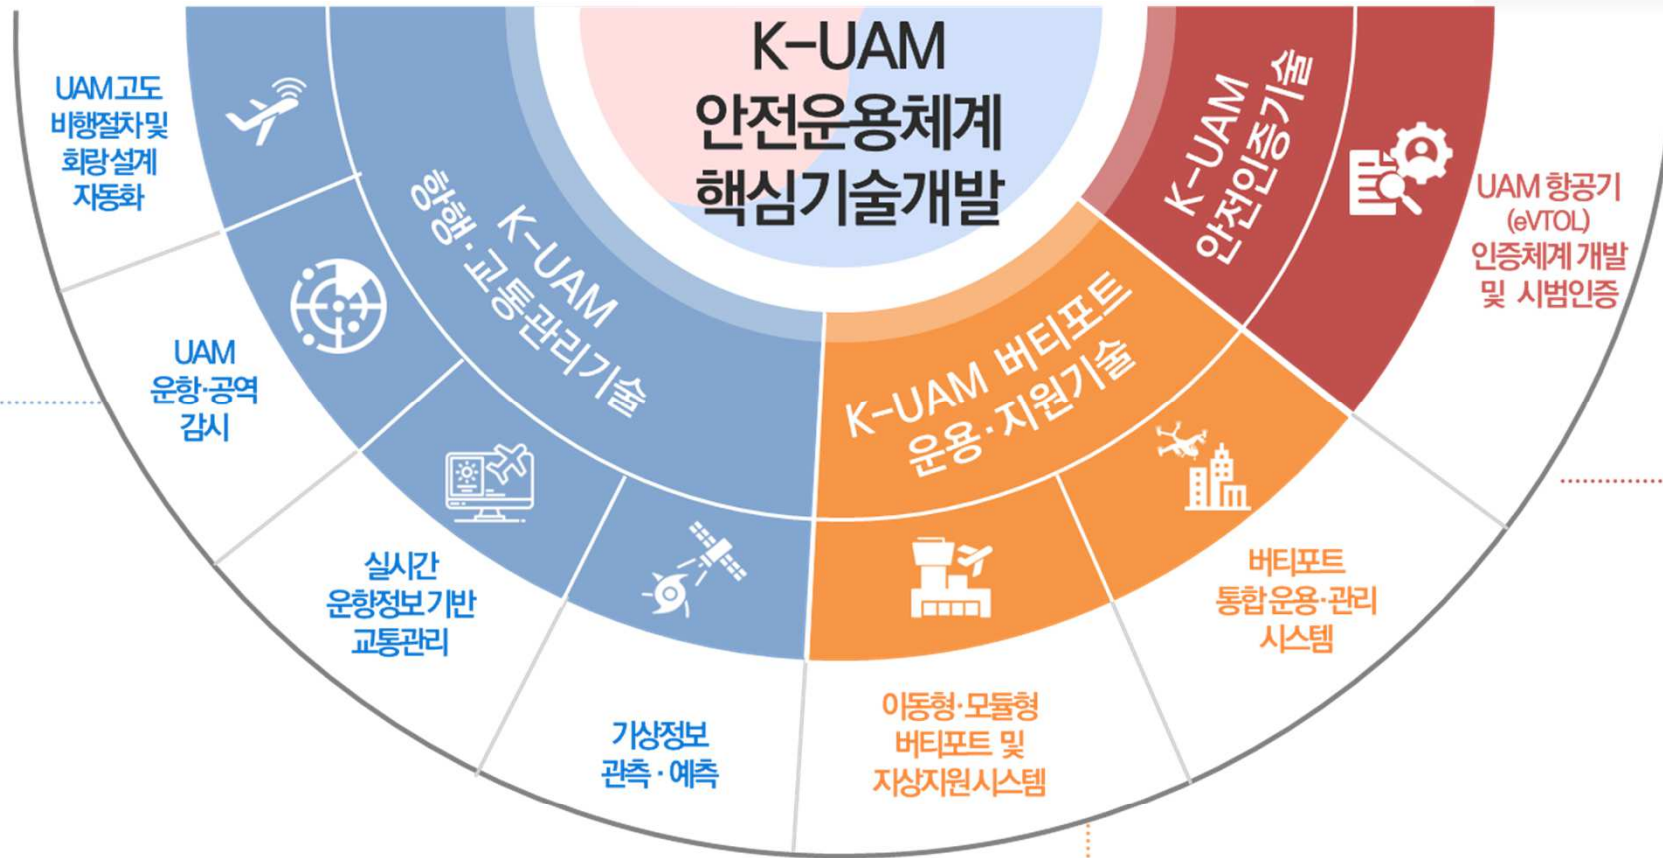 K-UAM
안전운용체계
핵심기술개발
K-UAM
항행·교통관리기술
K-UAM 버티포트
운용·지원기술
K-UAM
안전인증기술
UAM 고도
비행절차 및
회랑 설계
자동화
UAM
운항·공역
감시
실시간
운항정보 기반
교통관리
기상정보
관측·예측
이동형·모듈형
버티포트 및
지상지원시스템
버티포트
통합 운용·관리
시스템
UAM 항공기
(eVTOL)
인증체계 개발
및 시범인증